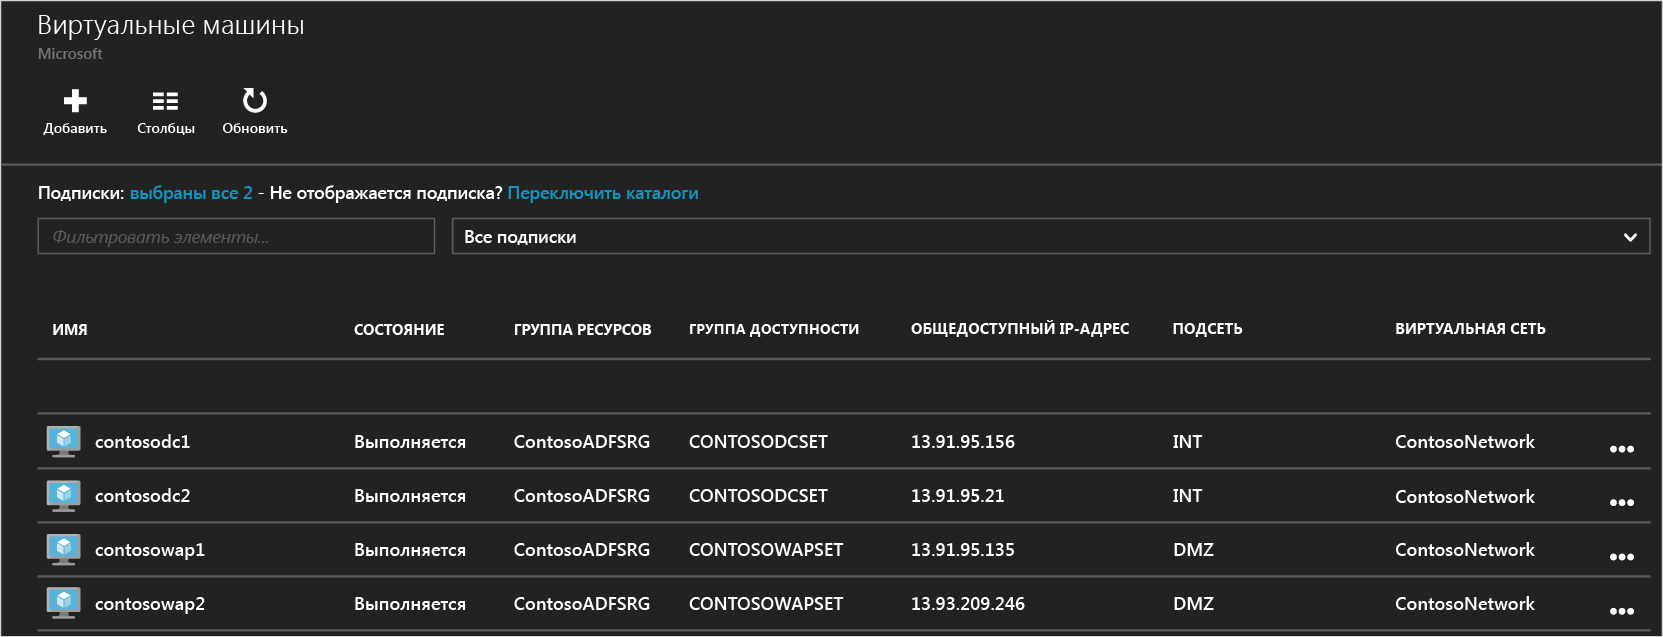 Виртуальные машины
Microsoft
Добавить Столбцы Обновить
Подписки: выбраны все 2 - Не отображается подписка? Переключить каталоги
Фильтровать элементы... Все подписки
ИМЯ СОСТОЯНИЕ ГРУППА РЕСУРСОВ ГРУППА ДОСТУПНОСТИ ОБЩЕДОСТУПНЫЙ IP-АДРЕС ПОДСЕТЬ ВИРТУАЛЬНАЯ СЕТЬ
contosodc1 Выполняется ContosoADFSRG CONTOSODCSET 13.91.95.156 INT ContosoNetwork
contosodc2 Выполняется ContosoADFSRG CONTOSODCSET 13.91.95.21 INT ContosoNetwork
contosowap1 Выполняется ContosoADFSRG CONTOSOWAPSET 13.91.95.135 DMZ ContosoNetwork
contosowap2 Выполняется ContosoADFSRG CONTOSOWAPSET 13.93.209.246 DMZ ContosoNetwork